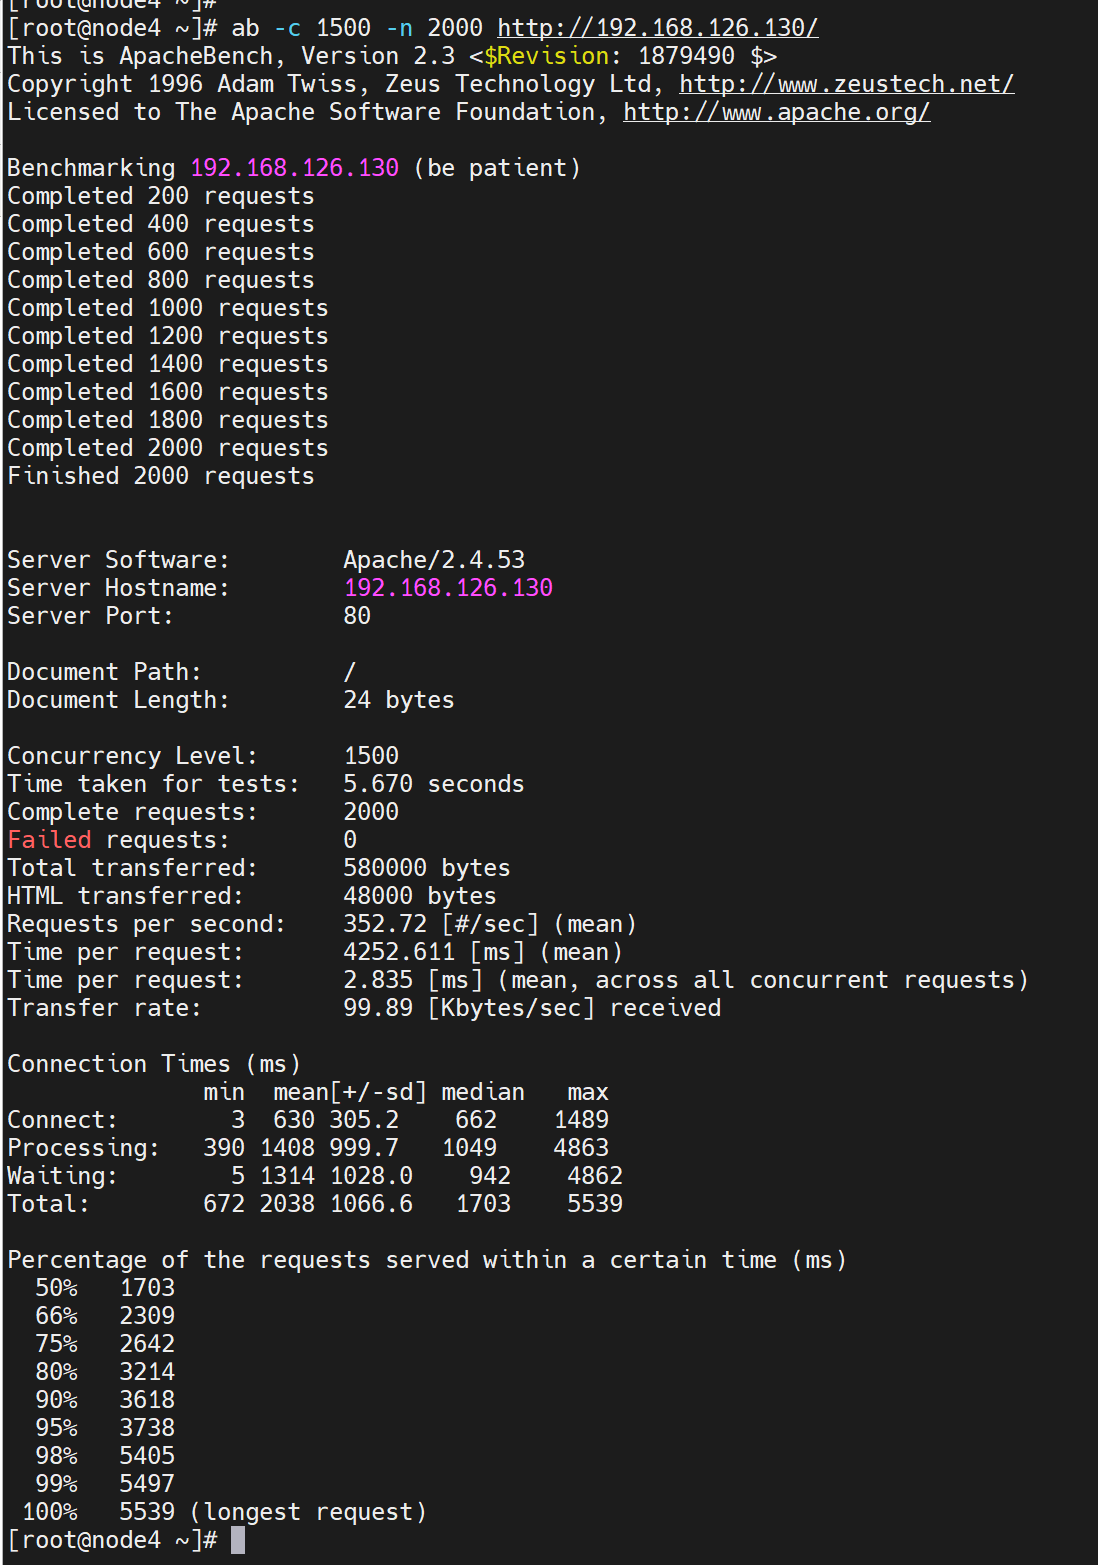 [root@node4 ~]#
[root@node4 ~]# ab -c 1500 -n 2000 http://192.168.126.130/
This is ApacheBench, Version 2.3 <$Revision: 1879490 $>
Copyright 1996 Adam Twiss, Zeus Technology Ltd, http://www.zeustech.net/
Licensed to The Apache Software Foundation, http://www.apache.org/

Benchmarking 192.168.126.130 (be patient)
Completed 200 requests
Completed 400 requests
Completed 600 requests
Completed 800 requests
Completed 1000 requests
Completed 1200 requests
Completed 1400 requests
Completed 1600 requests
Completed 1800 requests
Completed 2000 requests
Finished 2000 requests


Server Software:        Apache/2.4.53
Server Hostname:        192.168.126.130
Server Port:            80

Document Path:          /
Document Length:        24 bytes

Concurrency Level:      1500
Time taken for tests:   5.670 seconds
Complete requests:      2000
Failed requests:        0
Total transferred:      580000 bytes
HTML transferred:       48000 bytes
Requests per second:    352.72 [#/sec] (mean)
Time per request:       4252.611 [ms] (mean)
Time per request:       2.835 [ms] (mean, across all concurrent requests)
Transfer rate:          99.89 [Kbytes/sec] received

Connection Times (ms)
              min  mean[+/-sd] median   max
Connect:        3  630 305.2    662    1489
Processing:   390 1408 999.7   1049    4863
Waiting:        5 1314 1028.0    942    4862
Total:        672 2038 1066.6   1703    5539

Percentage of the requests served within a certain time (ms)
  50%   1703
  66%   2309
  75%   2642
  80%   3214
  90%   3618
  95%   3738
  98%   5405
  99%   5497
 100%   5539 (longest request)
[root@node4 ~]#